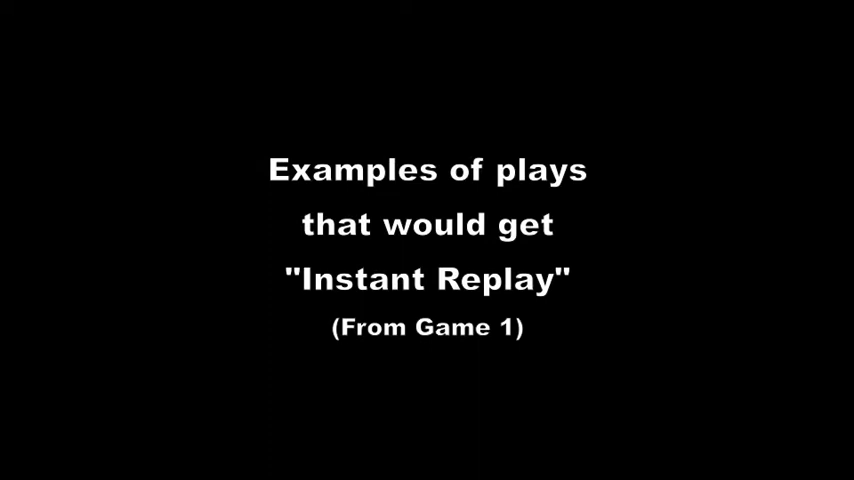 Examples of plays
that would get
"Instant Replay"
(From Game 1)